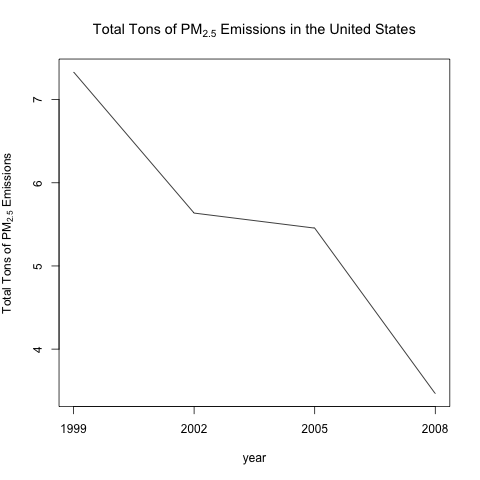 Total Tons of PM2.5 Emissions in the United States
Total Tons of PM2.5 Emissions
7
6
5
4
1999 2002 2005 2008
year